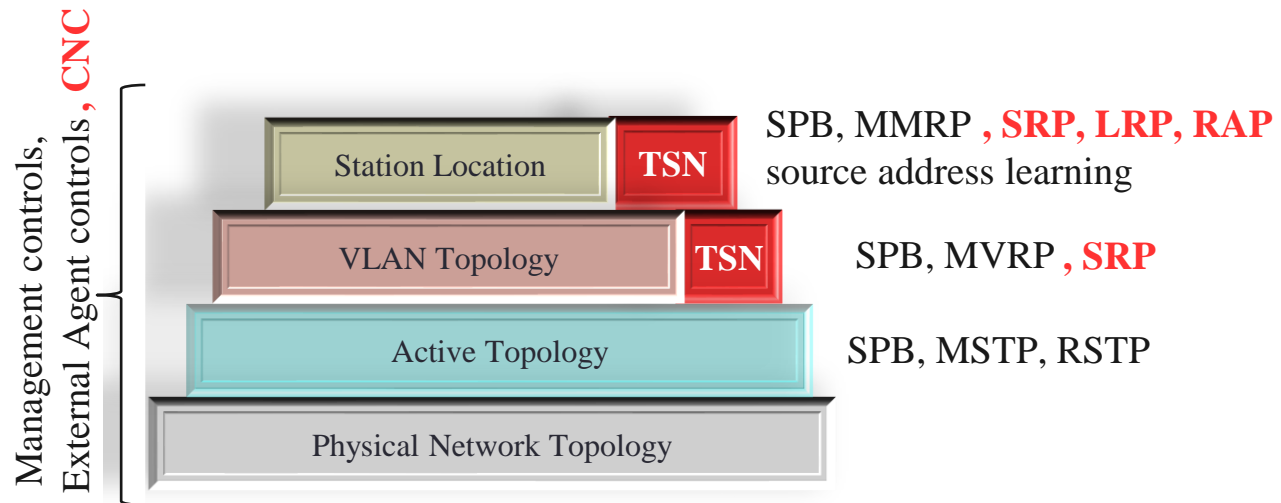 Management controls,
External Agent controls, CNC
Station Location
TSN
SPB, MMRP , SRP, LRP, RAP
source address learning
VLAN Topology
TSN
SPB, MVRP , SRP
Active Topology
SPB, MSTP, RSTP
Physical Network Topology